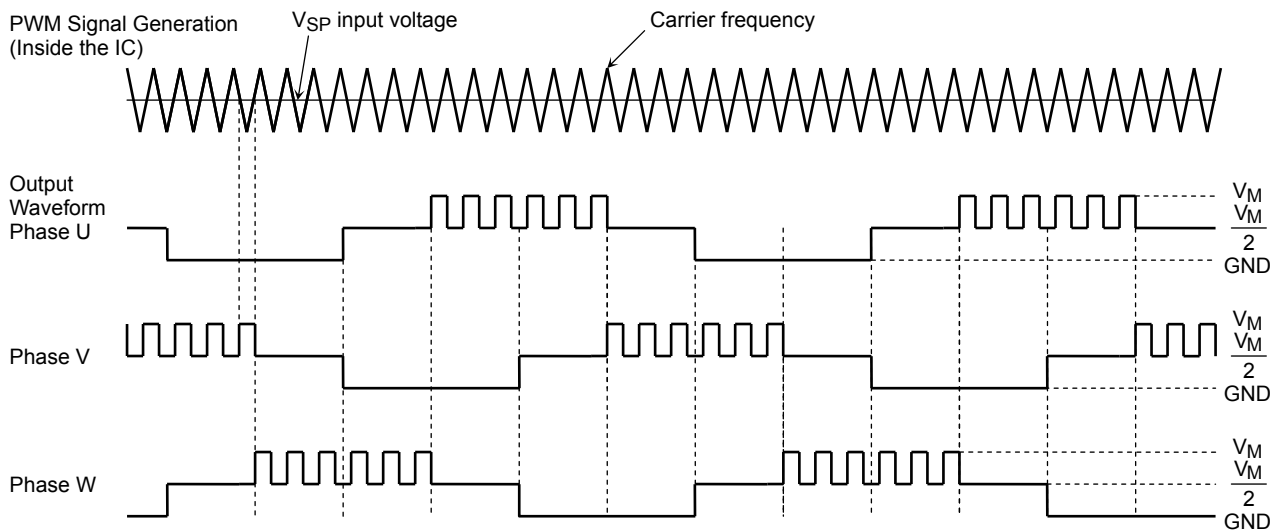 PWM Signal Generation
(Inside the IC)
VSP input voltage
Carrier frequency
Output
Waveform
Phase U
VM
VM
2
GND
Phase V
VM
VM
2
GND
Phase W
VM
VM
2
GND